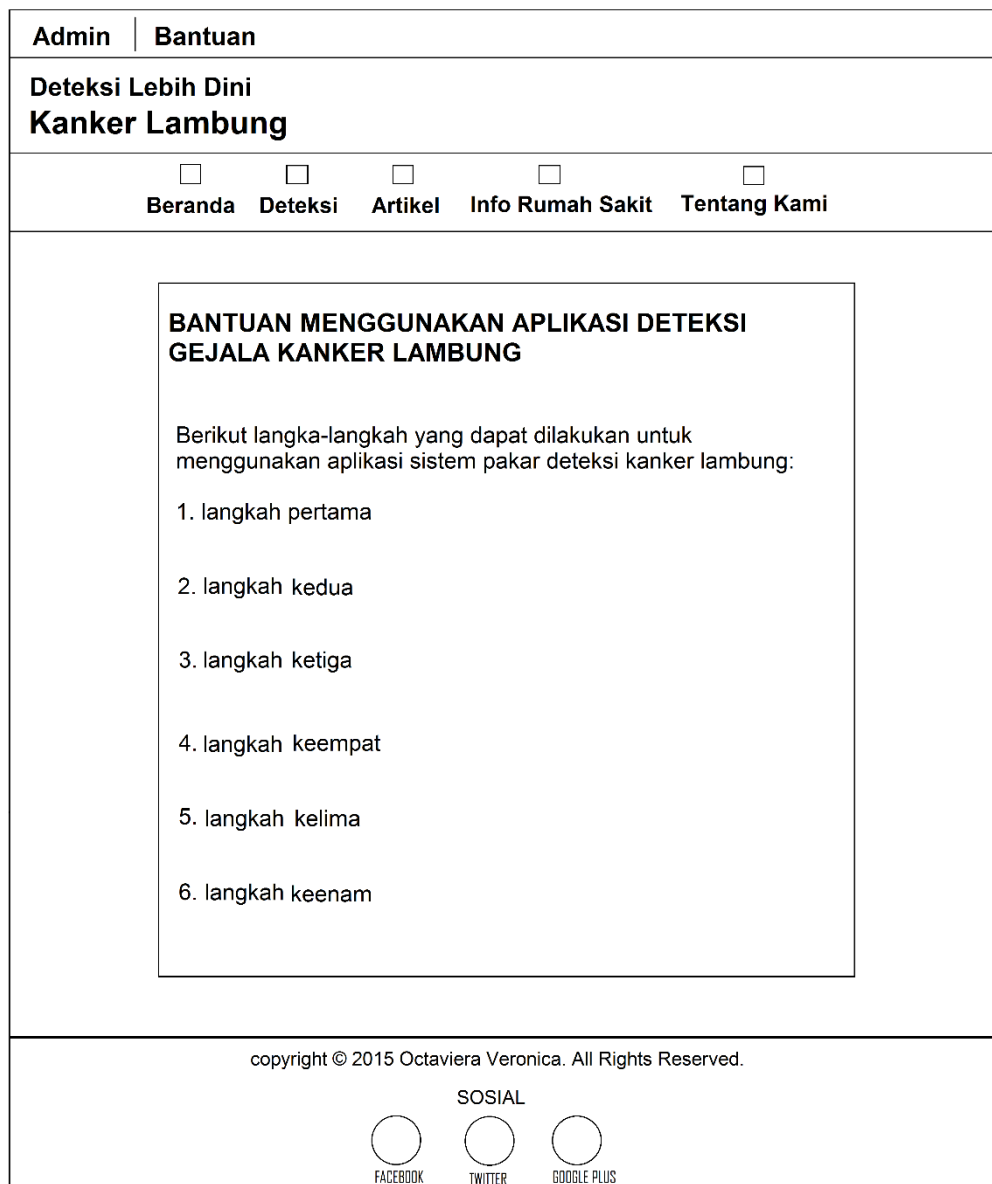 Admin Bantuan
Deteksi Lebih Dini
Kanker Lambung
Beranda Deteksi Artikel Info Rumah Sakit Tentang Kami
BANTUAN MENGGUNAKAN APLIKASI DETEKSI
GEJALA KANKER LAMBUNG
Berikut langka-langkah yang dapat dilakukan untuk
menggunakan aplikasi sistem pakar deteksi kanker lambung:
1. langkah pertama
2. langkah kedua
3. langkah ketiga
4. langkah keempat
5. langkah kelima
6. langkah keenam
copyright © 2015 Octaviera Veronica. All Rights Reserved.
SOSIAL
FACEBOOK TWITTER GOOGLE PLUS